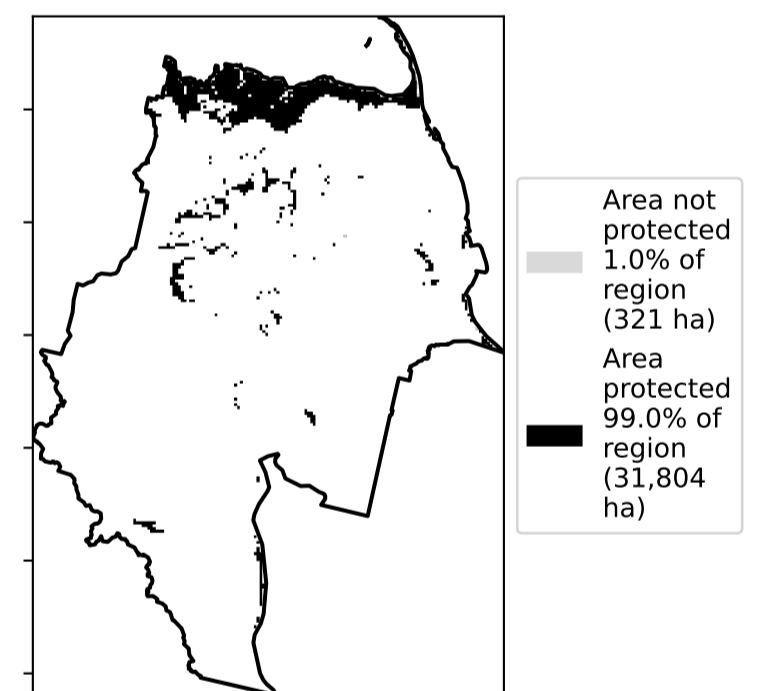 Area not
protected
1.0% of
region
(321 ha)
Area
protected
99.0% of
region
(31,804
ha)